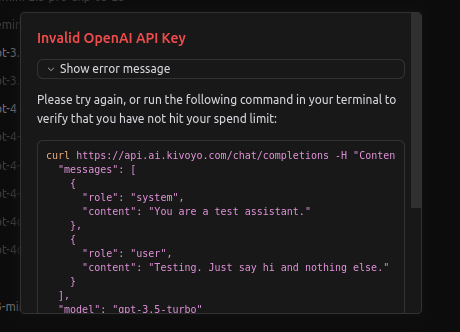 Invalid OpenAI API Key
Show error message
Please try again, or run the following command in your terminal to
verify that you have not hit your spend limit:
curl https://api.ai.kivoyo.com/chat/completions -H "Conten
"messages": [
{
"role": "system",
"content": "You are a test assistant."
},
{
"role": "user",
"content": "Testing. Just say hi and nothing else."
}
],
"model": "gpt-3.5-turbo"